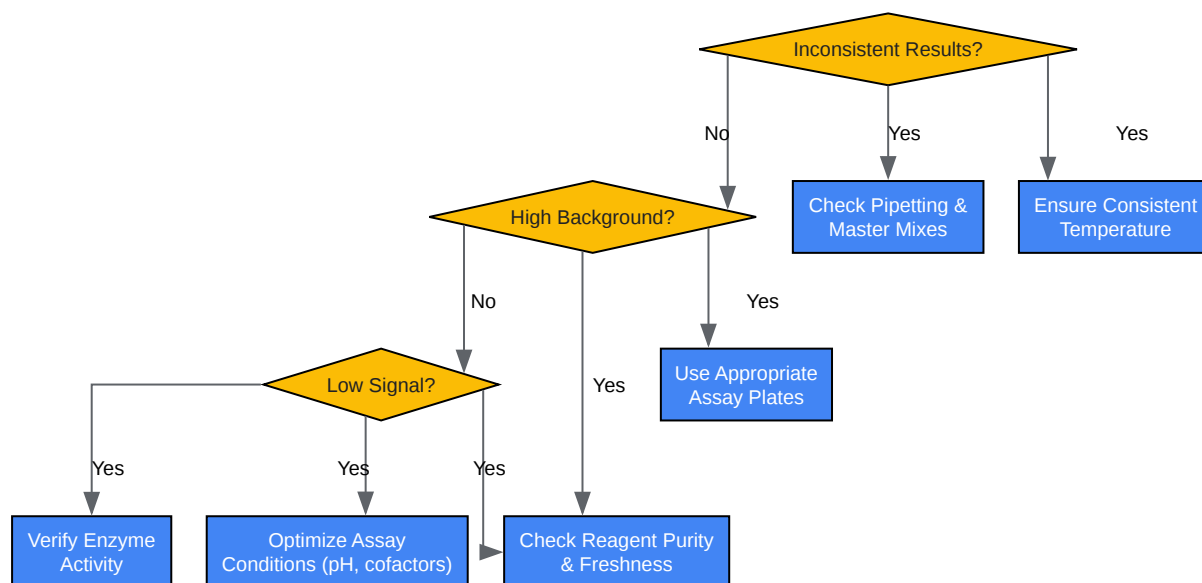 Inconsistent Results?
No
Yes
Yes
Check Pipetting &
Master Mixes
Ensure Consistent
Temperature
High Background?
No
Yes
Yes
Use Appropriate
Assay Plates
Low Signal?
Yes
Yes
Yes
Verify Enzyme
Activity
Optimize Assay
Conditions (pH, cofactors)
Check Reagent Purity
& Freshness